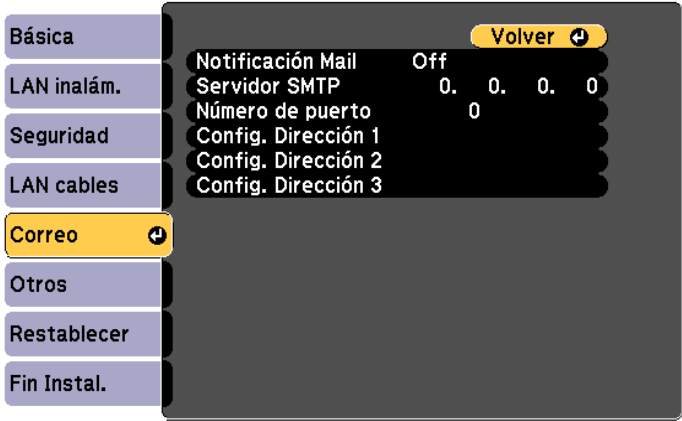 Básica
LAN inalám.
Seguridad
LAN cables
Correo
Otros
Restablecer
Fin Instal.
Volver
Notificación Mail Off
Servidor SMTP 0. 0. 0. 0
Número de puerto 0
Config. Dirección 1
Config. Dirección 2
Config. Dirección 3